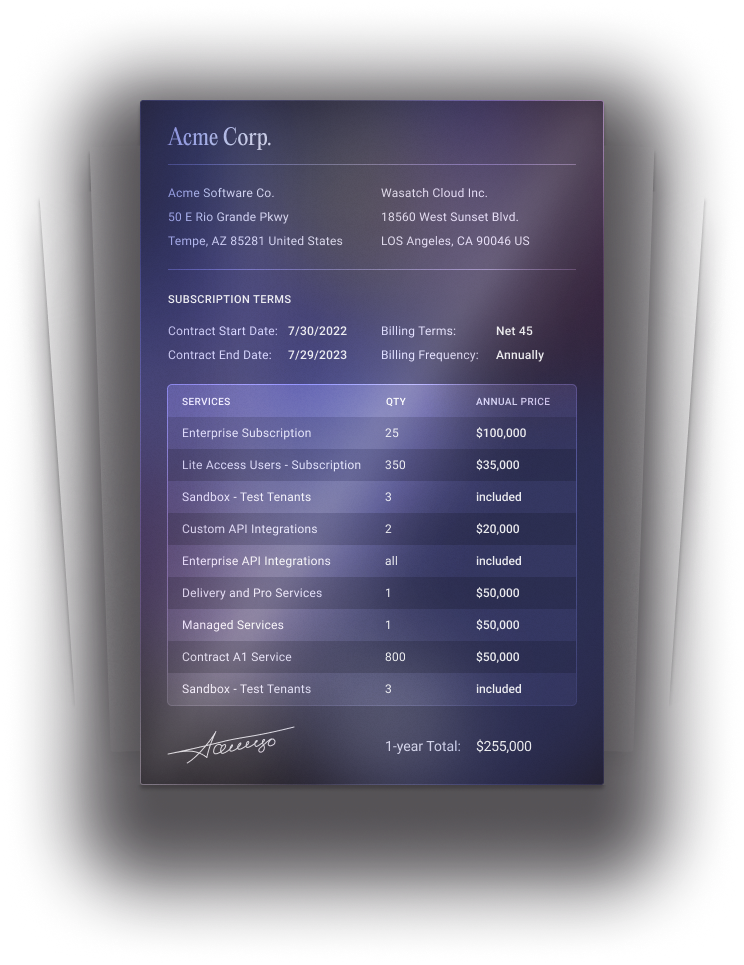 Acme Corp.
Acme Software Co.
50 E Rio Grande Pkwy
Tempe, AZ 85281 United States
Wasatch Cloud Inc.
18560 West Sunset Blvd.
LOS Angeles, CA 90046 US
SUBSCRIPTION TERMS
Contract Start Date: 7/30/2022 Billing Terms: Net 45
Contract End Date: 7/29/2023 Billing Frequency: Annually
SERVICES QTY ANNUAL PRICE
Enterprise Subscription 25 $100,000
Lite Access Users - Subscription 350 $35,000
Sandbox - Test Tenants 3 included
Custom API Integrations 2 $20,000
Enterprise API Integrations all included
Delivery and Pro Services 1 $50,000
Managed Services 1 $50,000
Contract A1 Service 800 $50,000
Sandbox - Test Tenants 3 included
1-year Total: $255,000